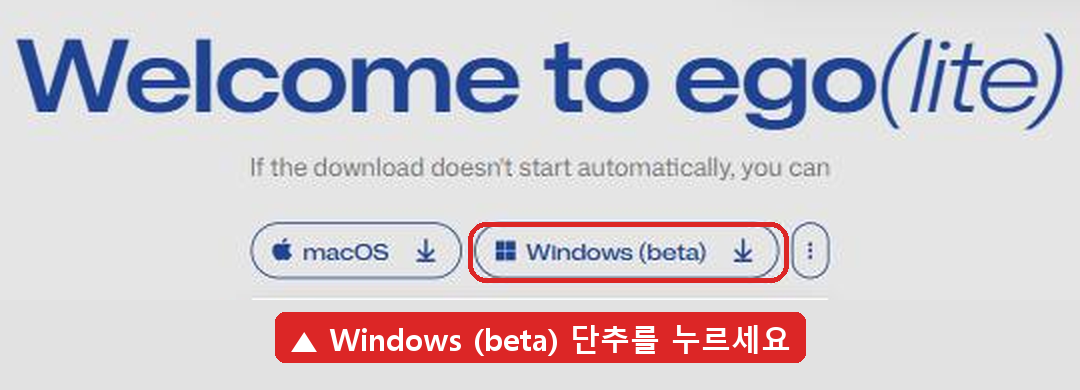 Welcome to ego(lite)
If the download doesn't start automatically, you can
macOS Windows (beta)
▲ Windows (beta) 단추를 누르세요